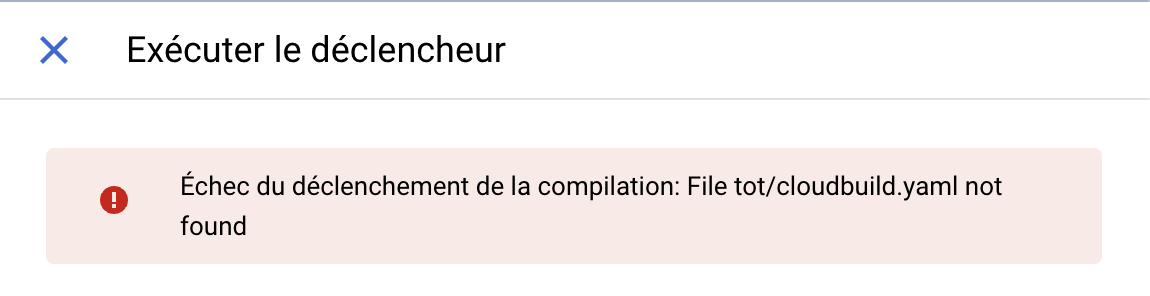 Exécuter le déclencheur
Échec du déclenchement de la compilation: File tot/cloudbuild.yaml not
found